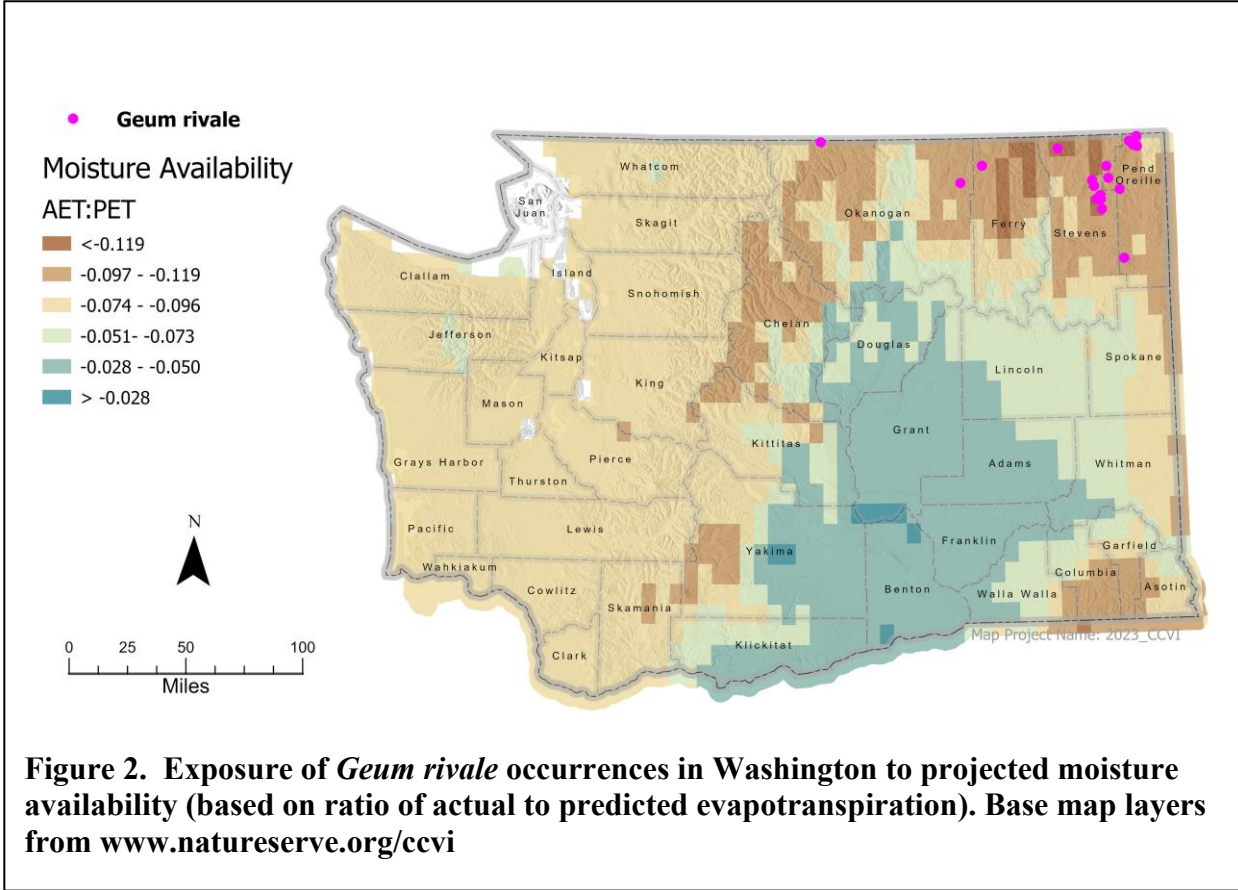 Geum rivale
Moisture Availability
AET:PET
<-0.119
-0.097 - -0.119
-0.074 - -0.096
-0.051- -0.073
-0.028 - -0.050
> -0.028
N
0 25 50 100
Miles
Whatcom
San
Juan
Skagit
Island
Clallam
Snohomish
Jefferson
Kitsap
King
Mason
Grays Harbor
Thurston
Pierce
Pacific
Lewis
Wahkiakum
Cowlitz
Skamania
Clark
Okanogan
Ferry
Stevens
Pend
Oreille
Chelan
Douglas
Lincoln
Spokane
Kittitas
Grant
Adams
Whitman
Yakima
Franklin
Garfield
Columbia
Asotin
Benton
Walla Walla
Klickitat
Map Project Name: 2023_CCVI
Figure 2. Exposure of Geum rivale occurrences in Washington to projected moisture
availability (based on ratio of actual to predicted evapotranspiration). Base map layers
from www.natureserve.org/ccvi